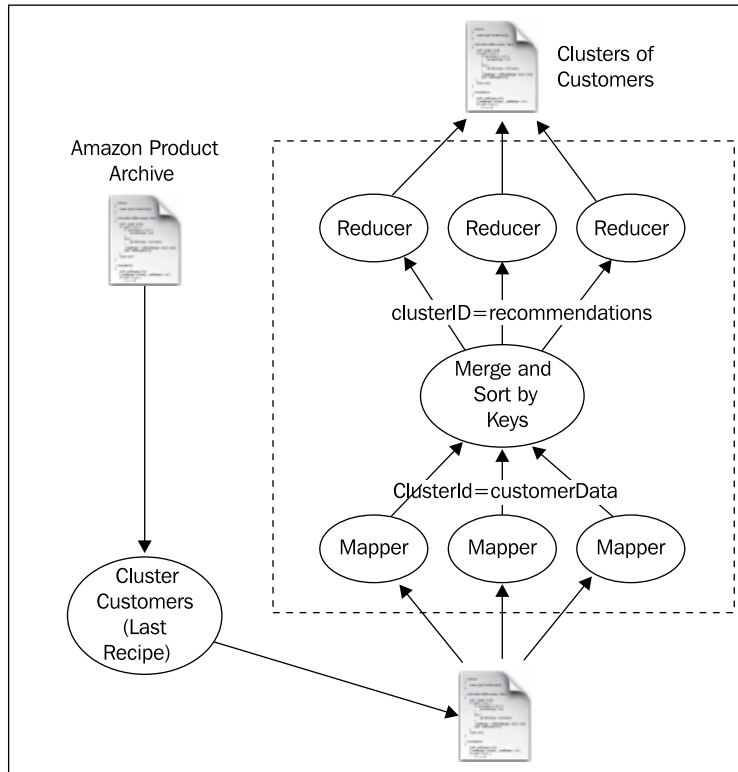 Clusters of
Customers
Amazon Product
Archive
Reducer
Reducer
Reducer
clusterID=recommendations
Merge and
Sort by
Keys
ClusterId=customerData
Mapper
Mapper
Mapper
Cluster
Customers
(Last
Recipe)